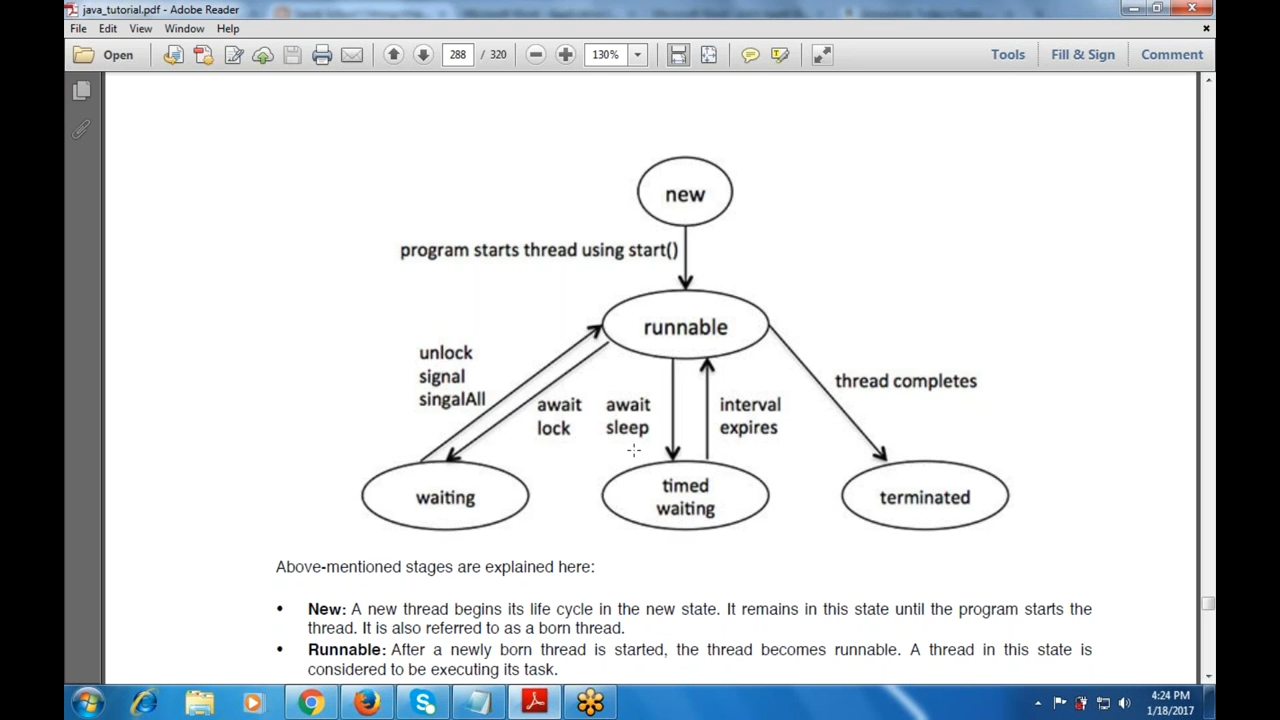 java_tutorial.pdf - Adobe Reader
File Edit View Window Help
Open 288 / 320 130% Tools Fill & Sign Comment
new
program starts thread using start()
runnable
unlock
signal
singalAll
await
lock
await
sleep
interval
expires
thread completes
waiting
timed
waiting
terminated
Above-mentioned stages are explained here:
• New: A new thread begins its life cycle in the new state. It remains in this state until the program starts the
thread. It is also referred to as a born thread.
• Runnable: After a newly born thread is started, the thread becomes runnable. A thread in this state is
considered to be executing its task.
4:24 PM
1/18/2017